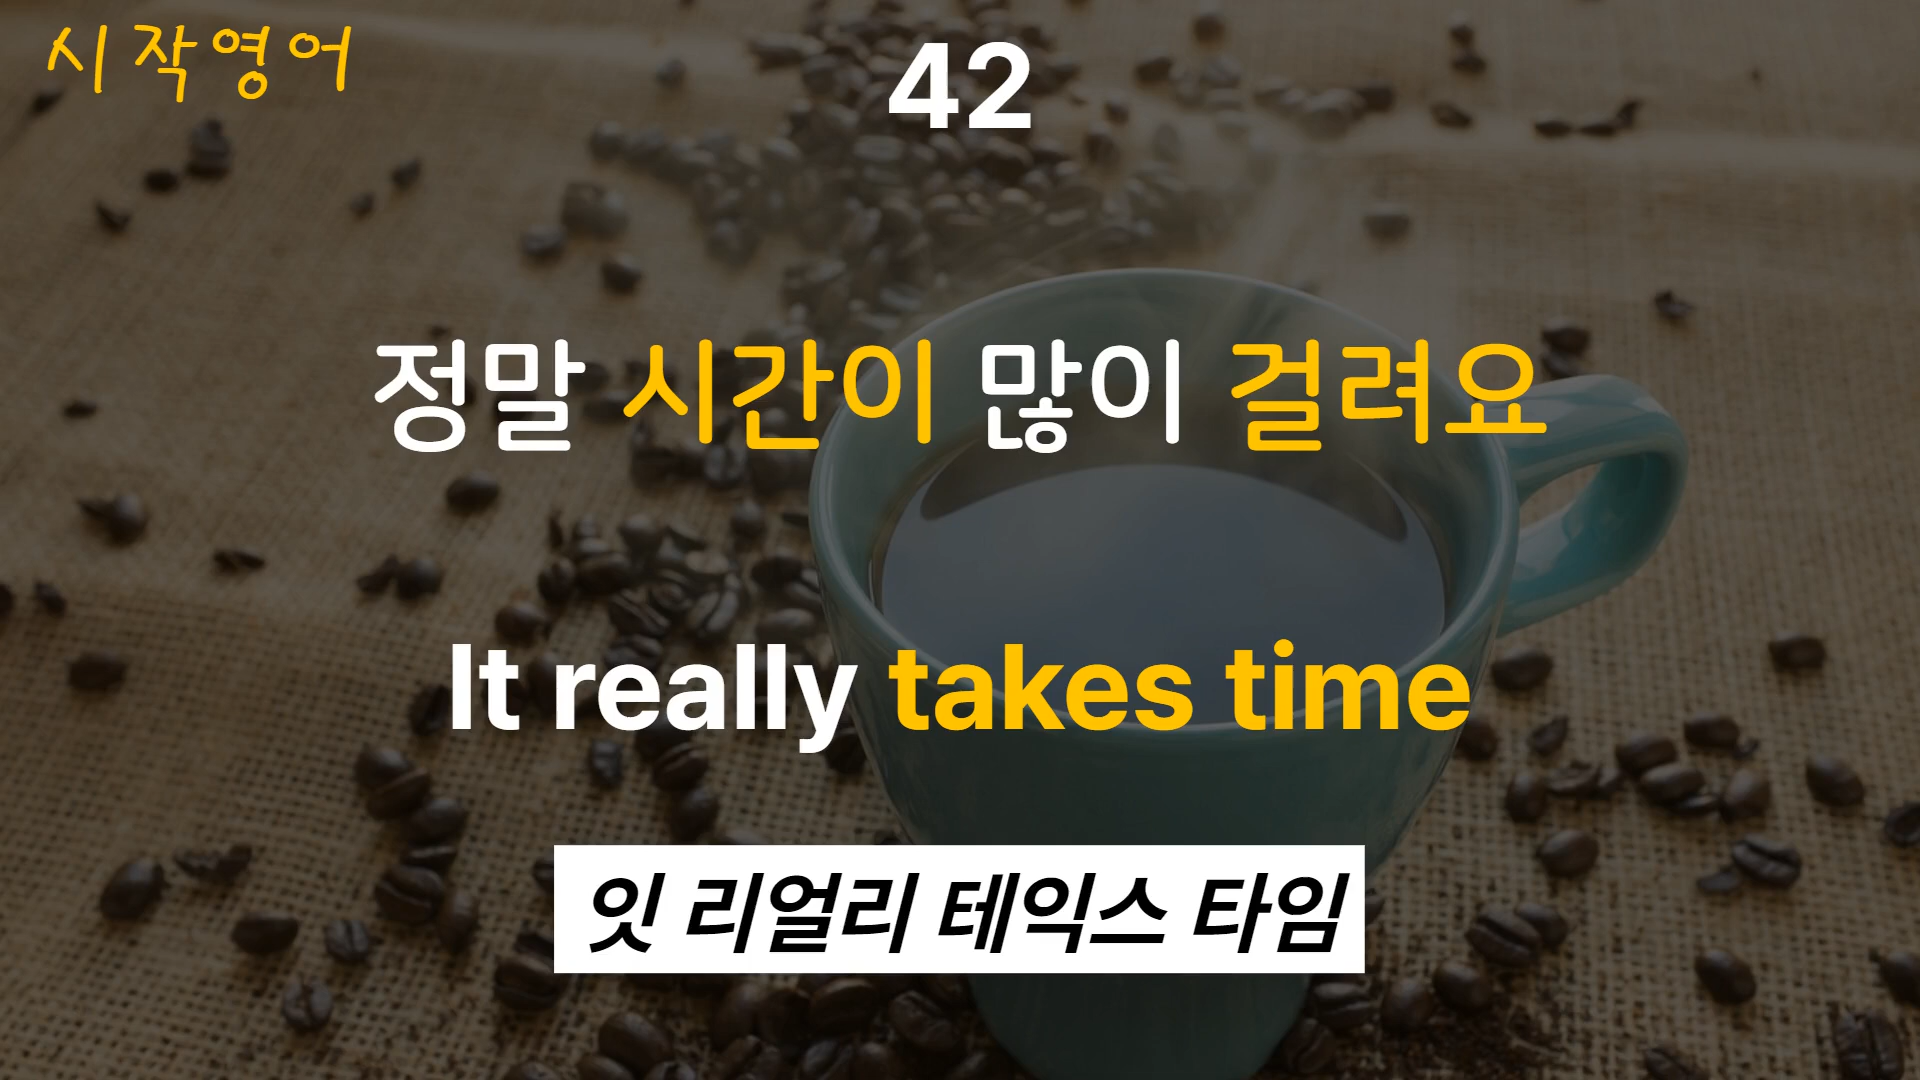 시작영어
42
정말 시간이 많이 걸려요
It really takes time
잇 리얼리 테익스 타임